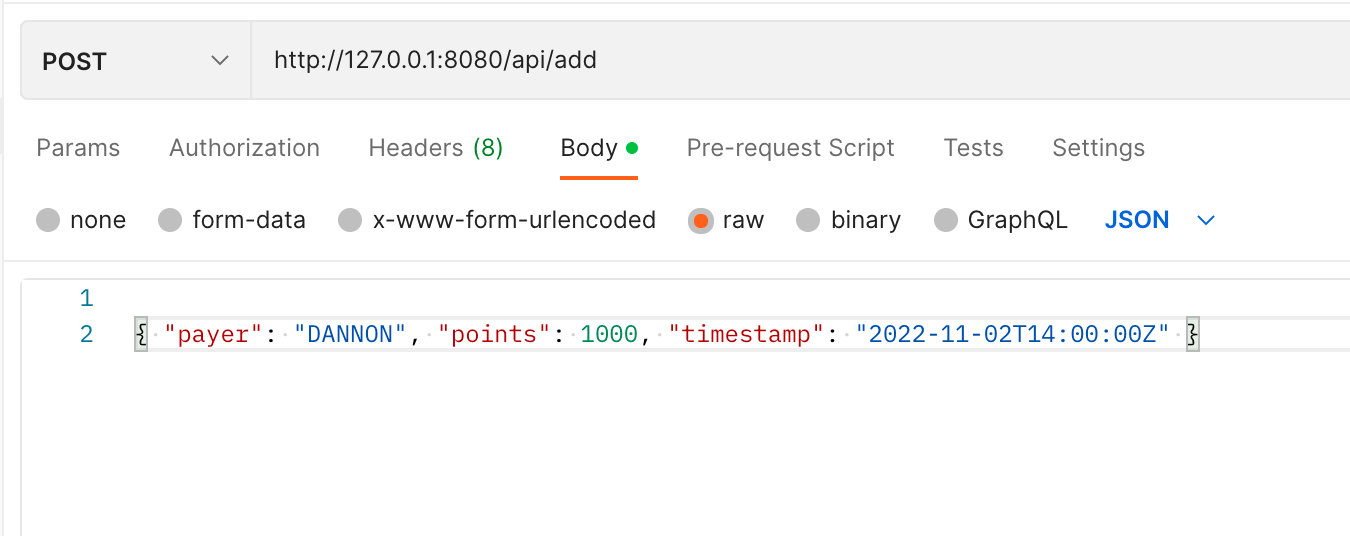 POST http://127.0.0.1:8080/api/add
Params Authorization Headers (8) Body Pre-request Script Tests Settings
none form-data x-www-form-urlencoded raw binary GraphQL JSON
1
2 { "payer": "DANNON", "points": 1000, "timestamp": "2022-11-02T14:00:00Z" }